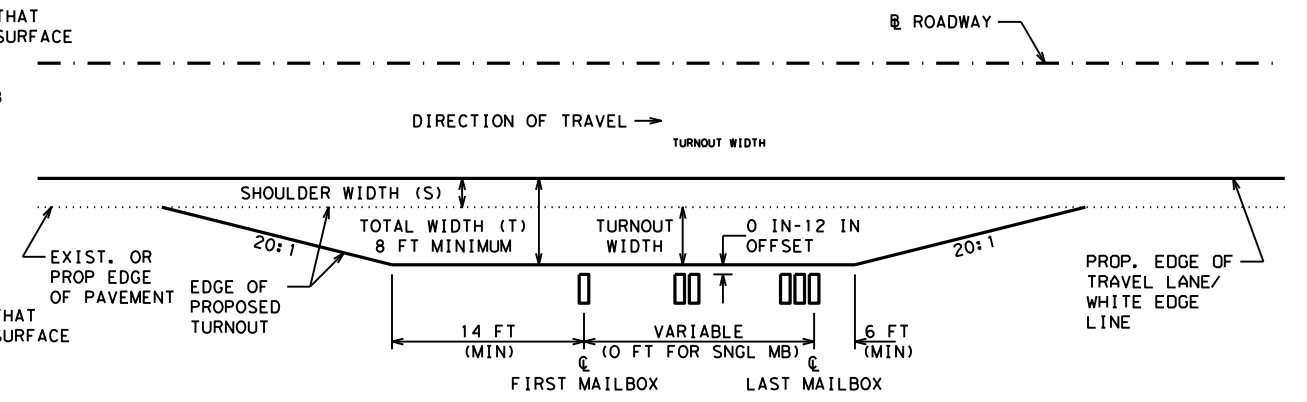 THAT
SURFACE
B
℄ ROADWAY
DIRECTION OF TRAVEL
TURNOUT WIDTH
SHOULDER WIDTH (S)
TOTAL WIDTH (T)
8 FT MINIMUM
TURNOUT
WIDTH
0 IN-12 IN
OFFSET
20:1
20:1
EXIST. OR
PROP EDGE
OF PAVEMENT
EDGE OF
PROPOSED
TURNOUT
PROP. EDGE OF
TRAVEL LANE/
WHITE EDGE
LINE
THAT
SURFACE
14 FT
(MIN)
VARIABLE
(0 FT FOR SNGL MB)
6 FT
(MIN)
℄
FIRST MAILBOX
℄
LAST MAILBOX